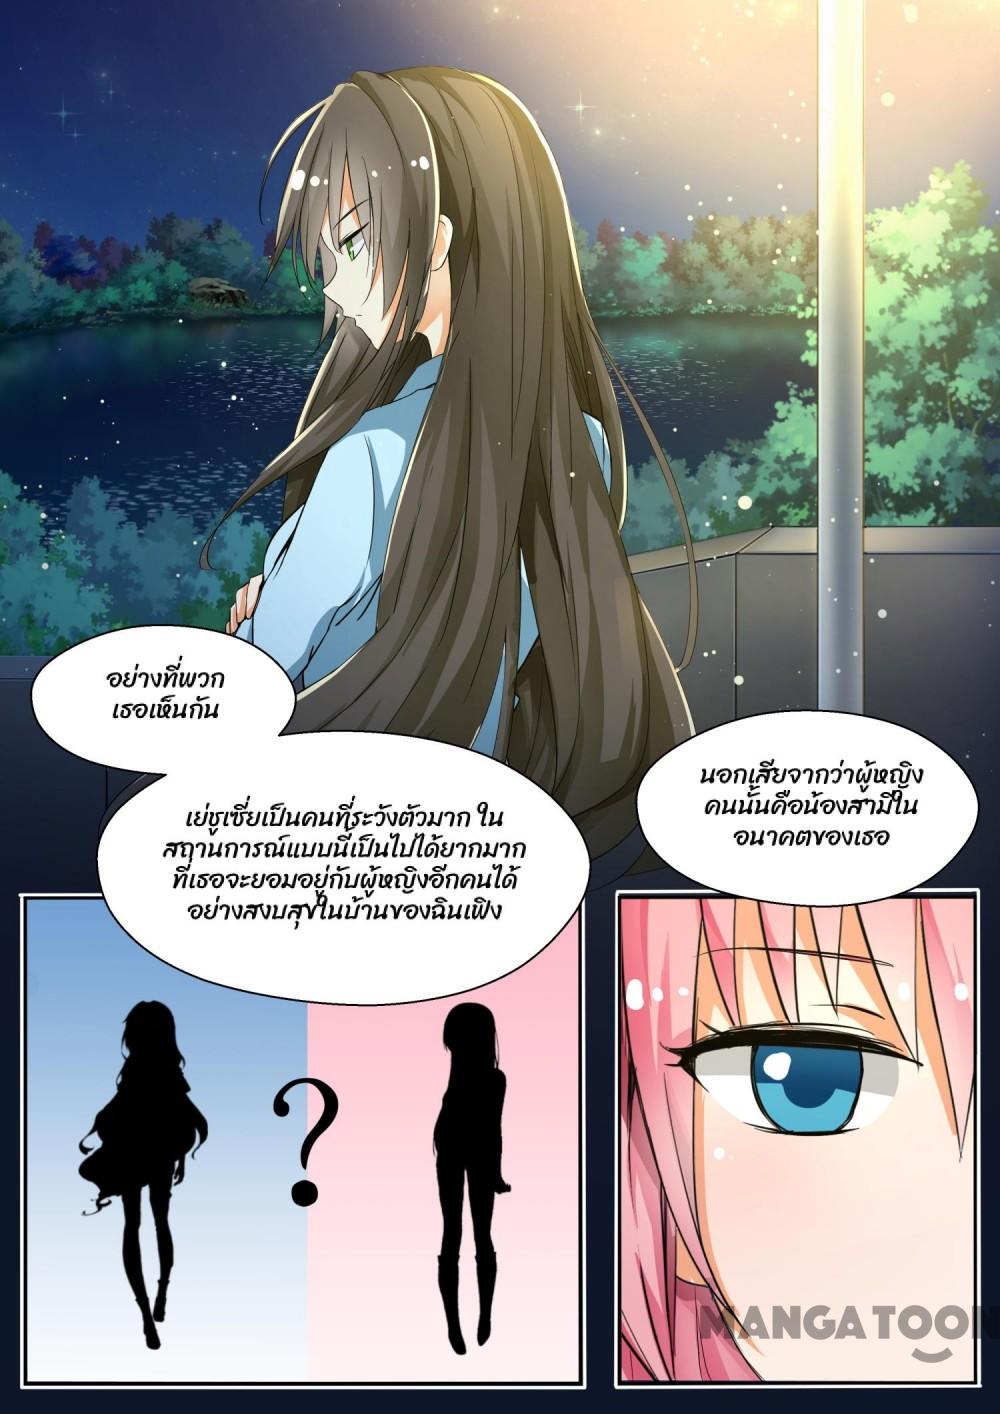 อย่างที่พวก
เธอเห็นกัน
เย่ชูเซี่ยเป็นคนที่ระวังตัวมาก ใน
สถานการณ์แบบนี้เป็นไปได้ยากมาก
ที่เธอจะยอมอยู่กับผู้หญิงอีกคนได้
อย่างสงบสุขในบ้านของฉินเฟิง
นอกเสียจากว่าผู้หญิง
คนนั้นคือน้องสามีใน
อนาคตของเธอ
?
MANGATOON